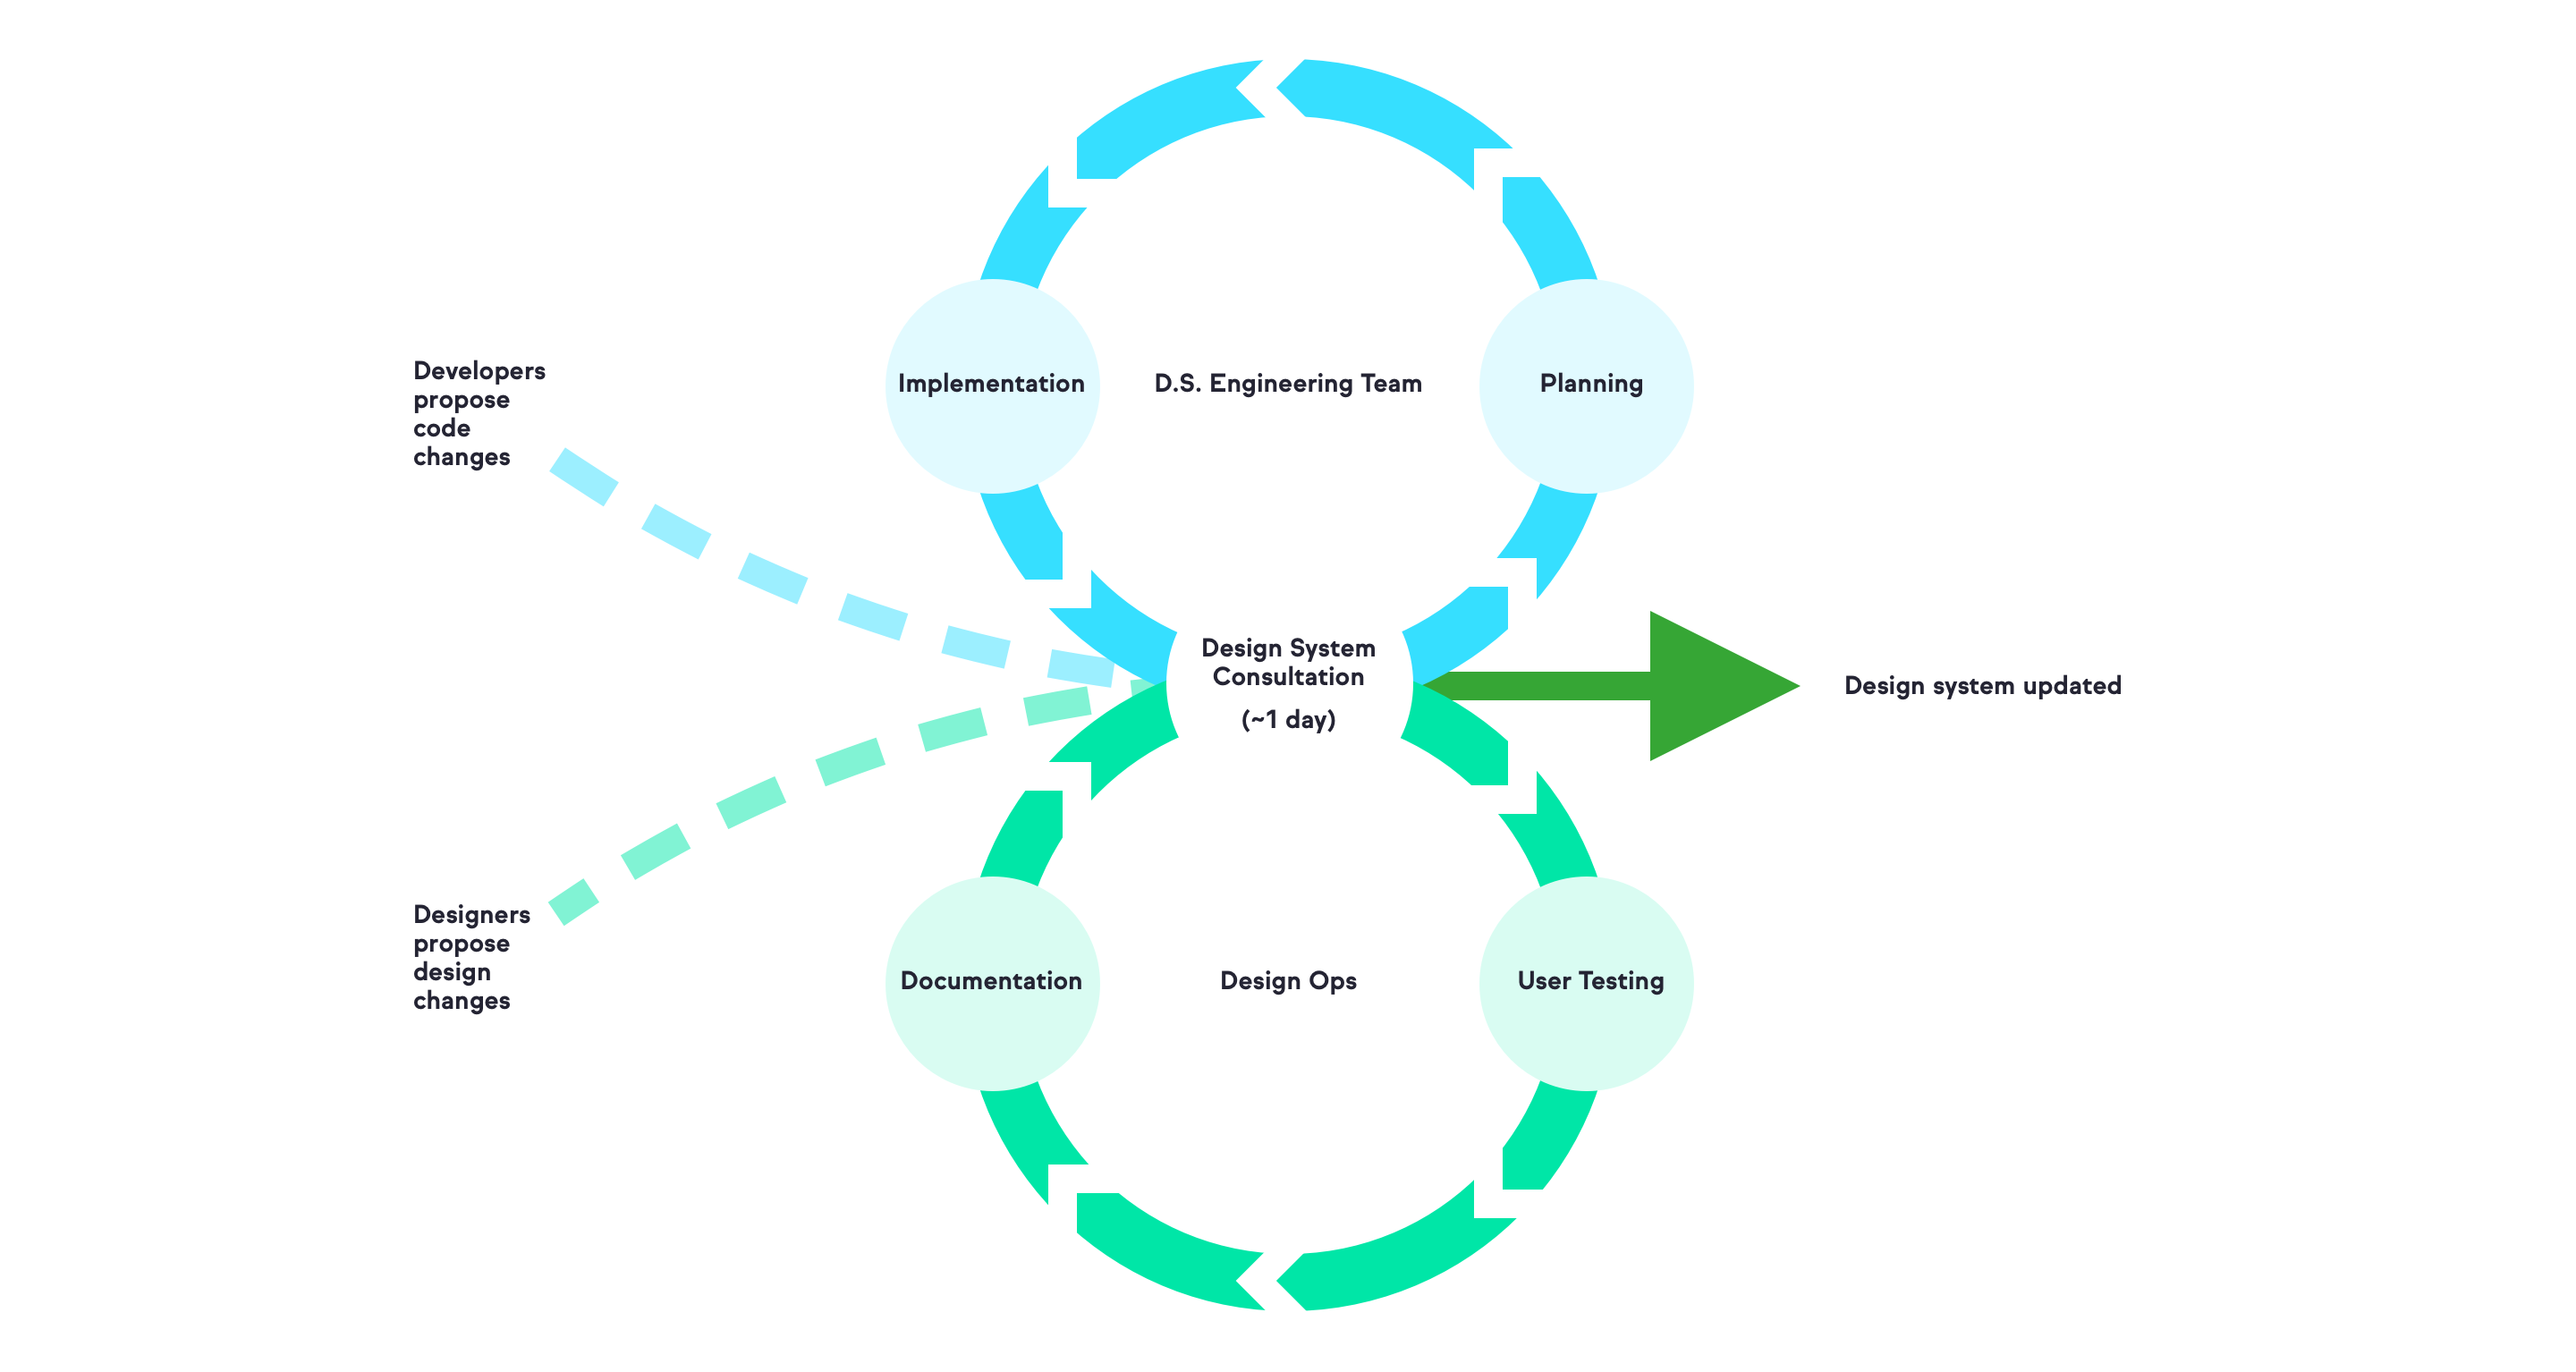 Developers
propose
code
changes
Implementation
D.S. Engineering Team
Planning
Design System
Consultation
(~1 day)
Design system updated
Designers
propose
design
changes
Documentation
Design Ops
User Testing